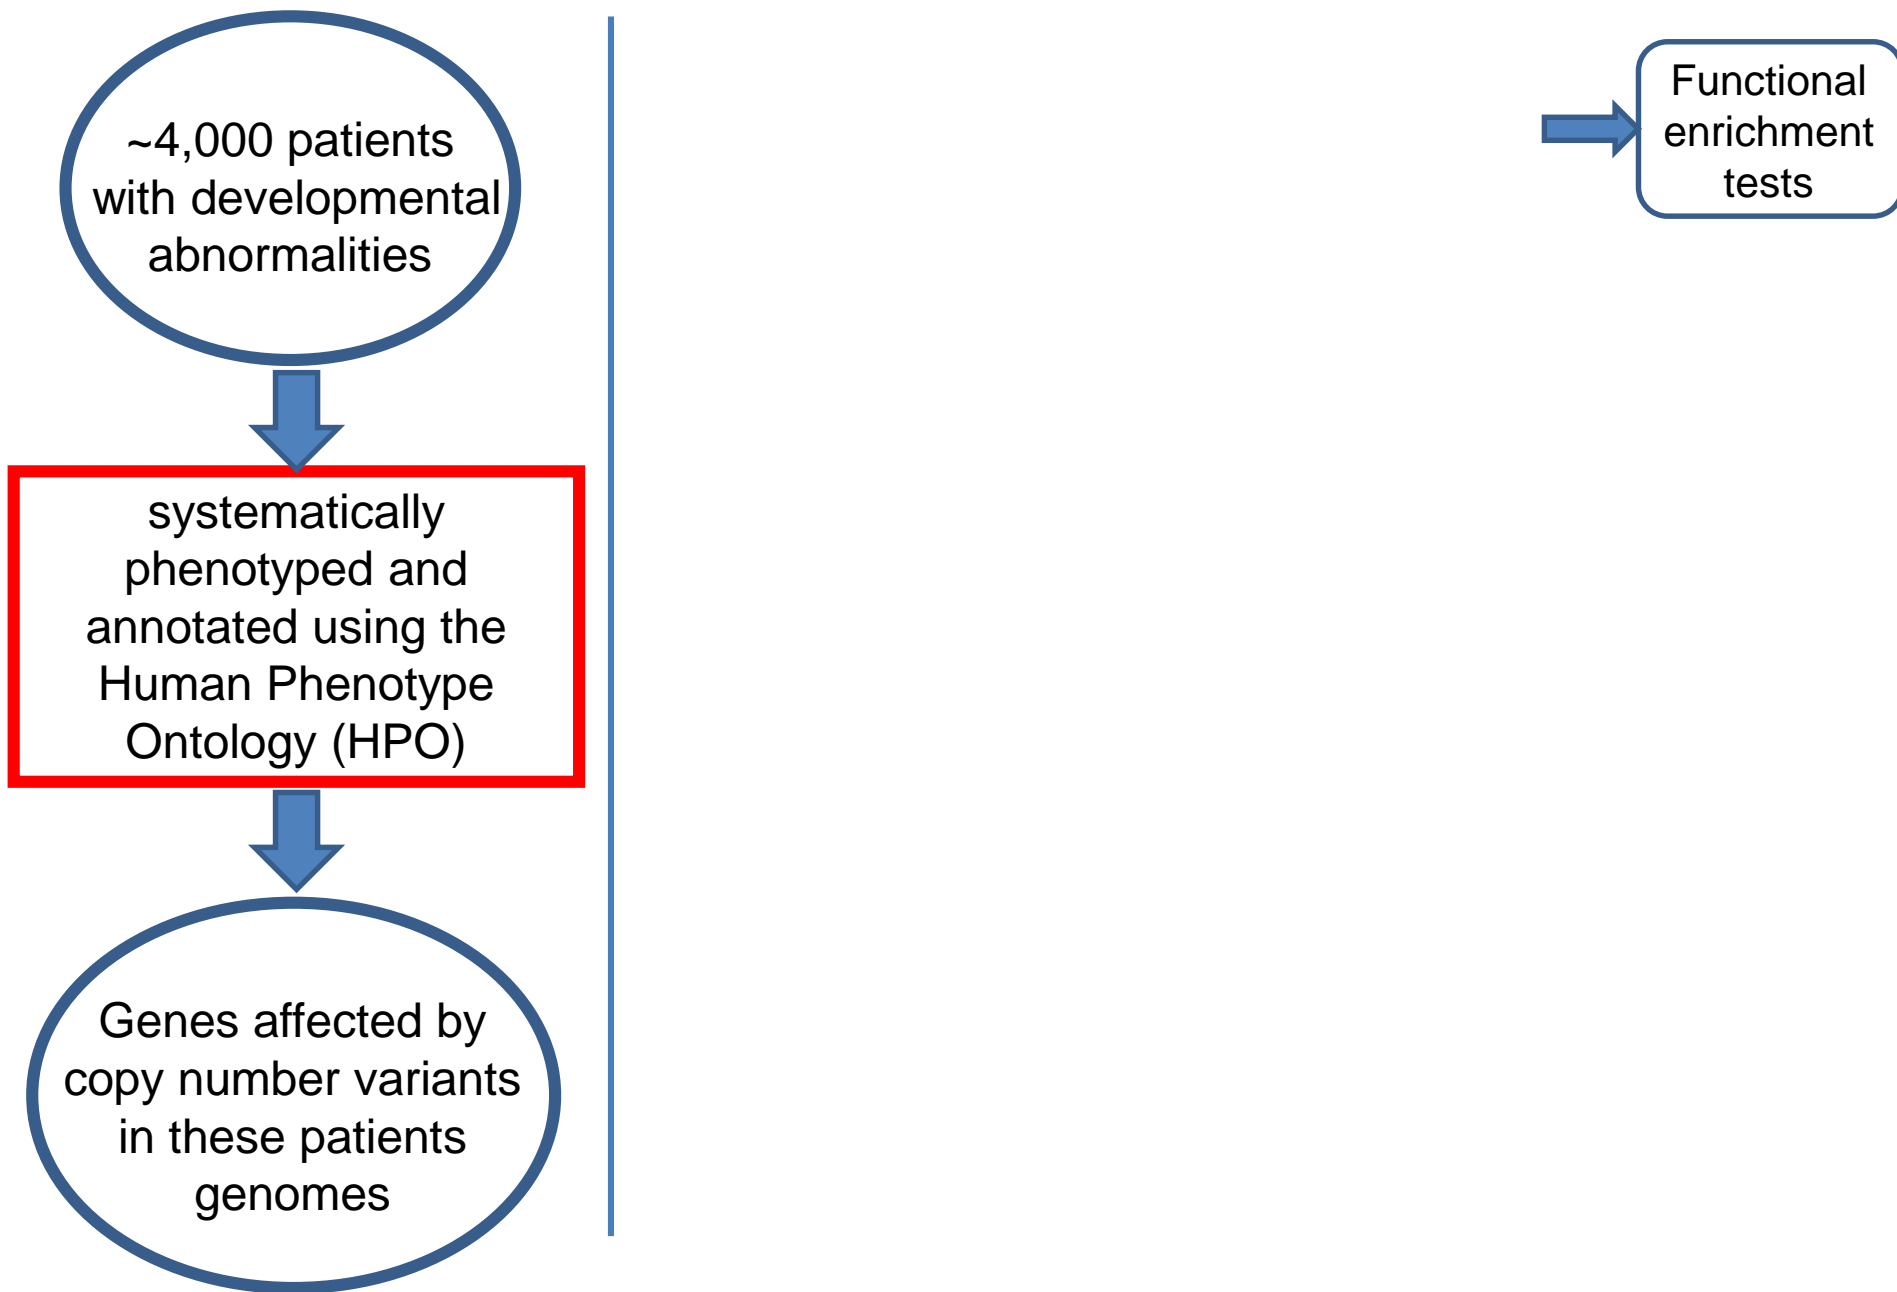 ~4,000 patients
with developmental
abnormalities
systematically
phenotyped and
annotated using the
Human Phenotype
Ontology (HPO)
Genes affected by
copy number variants
in these patients
genomes
Functional
enrichment
tests